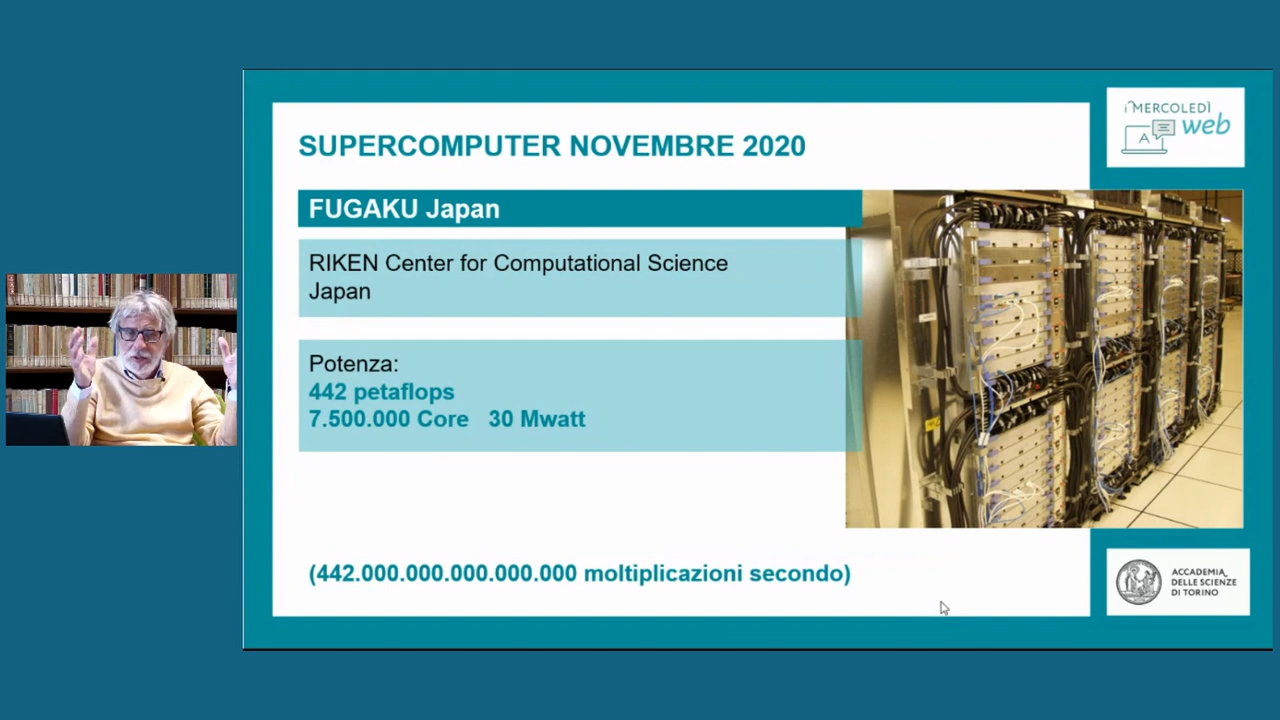 SUPERCOMPUTER NOVEMBRE 2020
FUGAKU Japan
RIKEN Center for Computational Science
Japan
Potenza:
442 petaflops
7.500.000 Core 30 Mwatt
(442.000.000.000.000.000 moltiplicazioni secondo)
i MERCOLEDÌ
web
A
ACCADEMIA
DELLE SCIENZE
DI TORINO